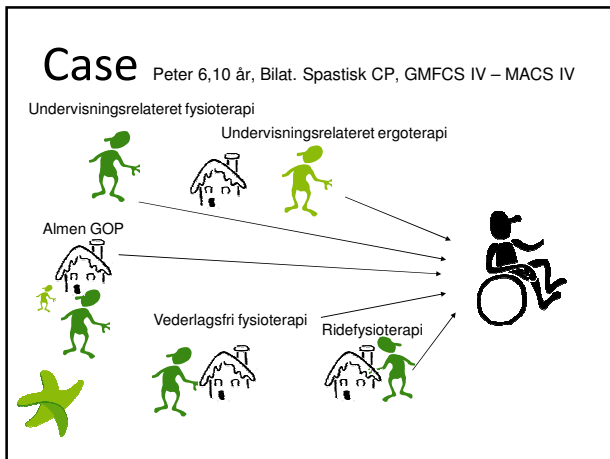 Case Peter 6,10 år, Bilat. Spastisk CP, GMFCS IV – MACS IV
Undervisningsrelateret fysioterapi
Undervisningsrelateret ergoterapi
Almen GOP
Vederlagsfri fysioterapi
Ridefysioterapi